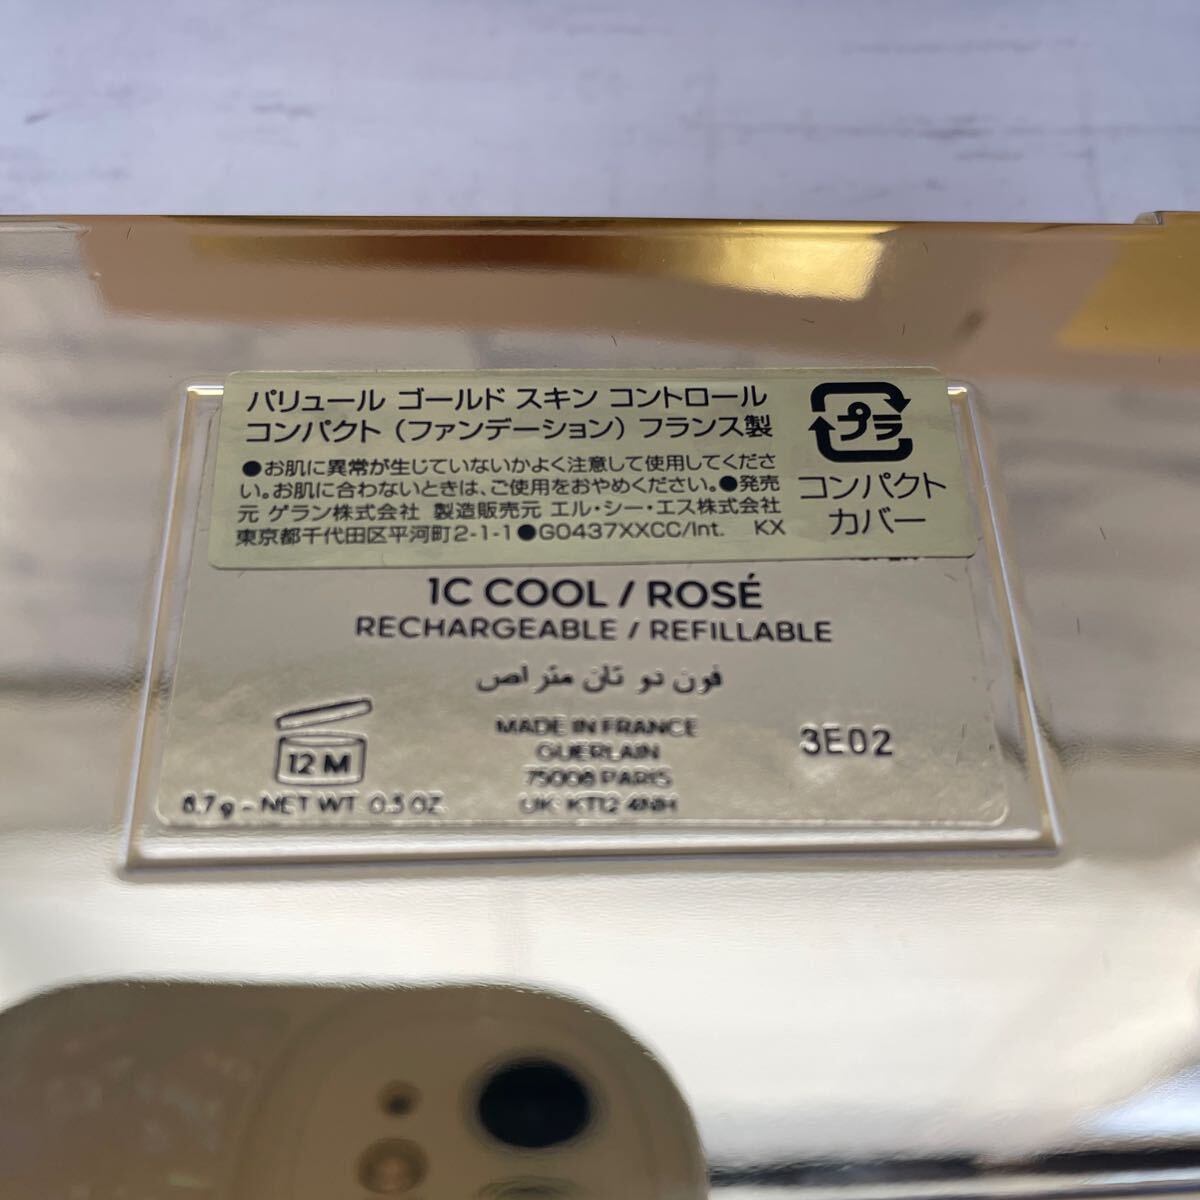 パリュール ゴールド スキン コントロール
コンパクト（ファンデーション）フランス製
●お肌に異常が生じていないかよく注意して使用してくださ
い。お肌に合わないときは、ご使用をおやめください。●発売
元 ゲラン株式会社 製造販売元 エル・シー・エス株式会社
東京都千代田区平河町2-1-1●G0437XXCC/Int. KX
プラ
コンパクト
カバー
1C COOL / ROSÉ
RECHARGEABLE / REFILLABLE
فون دو تان متراص
MADE IN FRANCE
GUERLAIN
75008 PARIS
UK: KT12 4NH
3E02
12 M
8.7 g - NET WT. 0.3 OZ